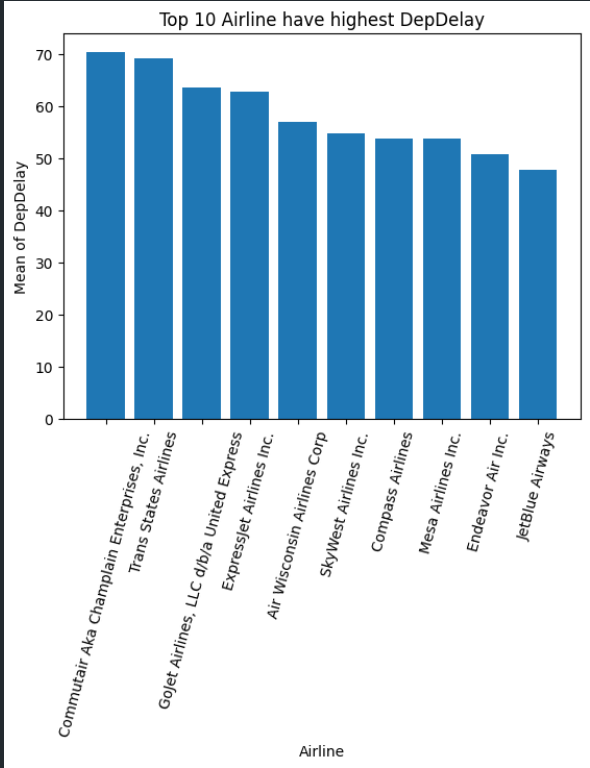 Top 10 Airline have highest DepDelay
Mean of DepDelay
70
60
50
40
30
20
10
0
Commutair Aka Champlain Enterprises, Inc.
Trans States Airlines
GoJet Airlines, LLC d/b/a United Express
ExpressJet Airlines Inc.
Air Wisconsin Airlines Corp
SkyWest Airlines Inc.
Compass Airlines
Mesa Airlines Inc.
Endeavor Air Inc.
JetBlue Airways
Airline